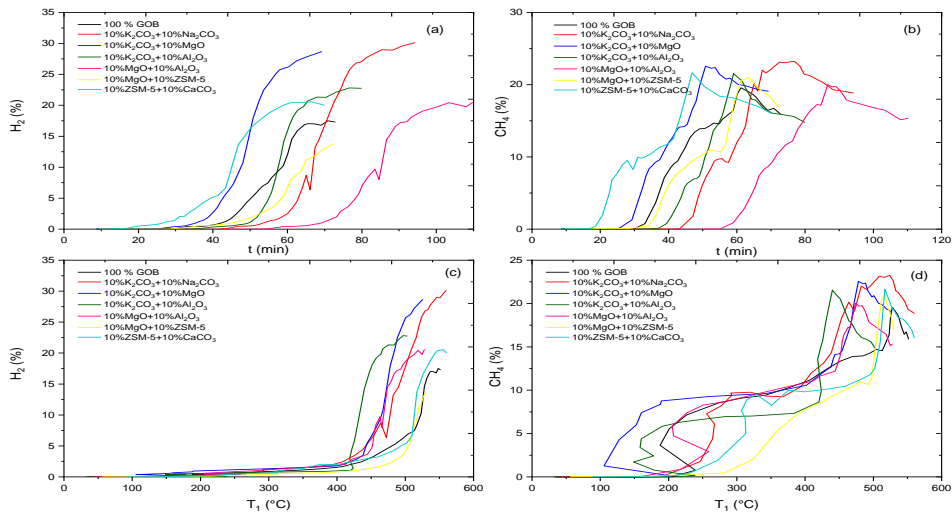 (a)
100 % GOB
10%K₂CO₃+10%Na₂CO₃
10%K₂CO₃+10%MgO
10%K₂CO₃+10%Al₂O₃
10%MgO+10%Al₂O₃
10%MgO+10%ZSM-5
10%ZSM-5+10%CaCO₃
H₂ (%)
35
30
25
20
15
10
5
0
0 20 40 60 80 100
t (min)
(b)
100 % GOB
10%K₂CO₃+10%Na₂CO₃
10%K₂CO₃+10%MgO
10%K₂CO₃+10%Al₂O₃
10%MgO+10%Al₂O₃
10%MgO+10%ZSM-5
10%ZSM-5+10%CaCO₃
CH₄ (%)
30
20
10
0
0 20 40 60 80 100 120
t (min)
(c)
100 % GOB
10%K₂CO₃+10%Na₂CO₃
10%K₂CO₃+10%MgO
10%K₂CO₃+10%Al₂O₃
10%MgO+10%Al₂O₃
10%MgO+10%ZSM-5
10%ZSM-5+10%CaCO₃
H₂ (%)
35
30
25
20
15
10
5
0
0 100 200 300 400 500 600
T₁ (°C)
(d)
100 % GOB
10%K₂CO₃+10%Na₂CO₃
10%K₂CO₃+10%MgO
10%K₂CO₃+10%Al₂O₃
10%MgO+10%Al₂O₃
10%MgO+10%ZSM-5
10%ZSM-5+10%CaCO₃
CH₄ (%)
25
20
15
10
5
0
0 100 200 300 400 500 600
T₁ (°C)